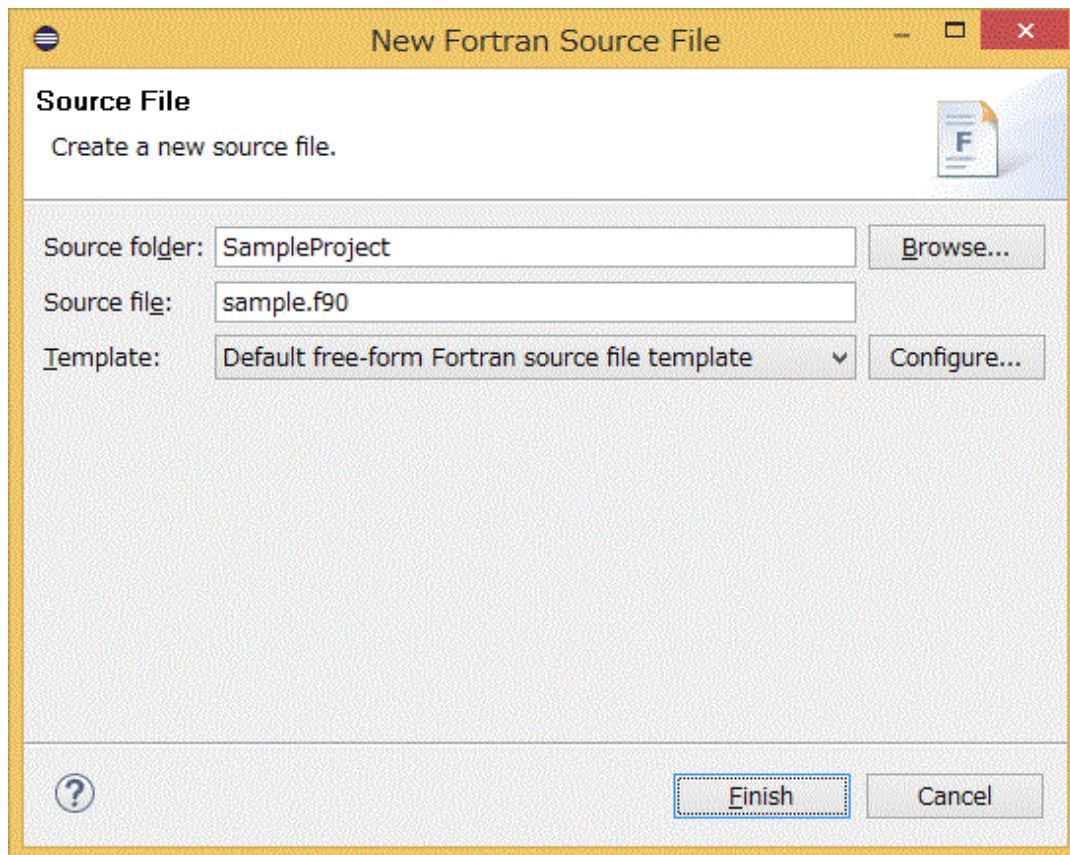 New Fortran Source File
Source File
Create a new source file.
F
Source folder: SampleProject Browse...
Source file: sample.f90
Template: Default free-form Fortran source file template Configure...
? Finish Cancel